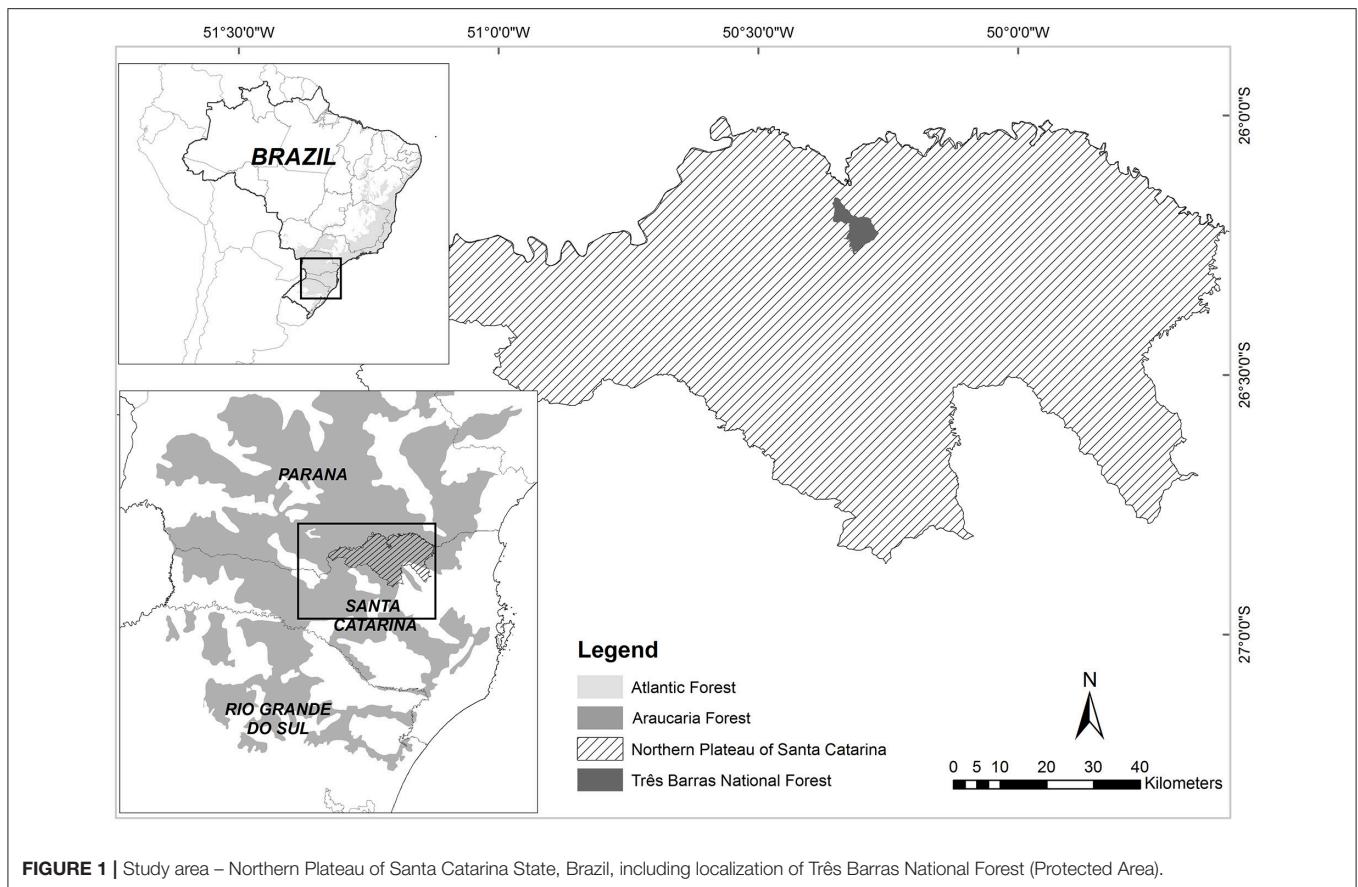 51°30'0"W 51°0'0"W 50°30'0"W 50°0'0"W
26°0'0"S
26°30'0"S
27°0'0"S
BRAZIL
PARANA
SANTA
CATARINA
RIO GRANDE
DO SUL
Legend
Atlantic Forest
Araucaria Forest
Northern Plateau of Santa Catarina
Três Barras National Forest
N
0 5 10 20 30 40
Kilometers
FIGURE 1 | Study area – Northern Plateau of Santa Catarina State, Brazil, including localization of Três Barras National Forest (Protected Area).